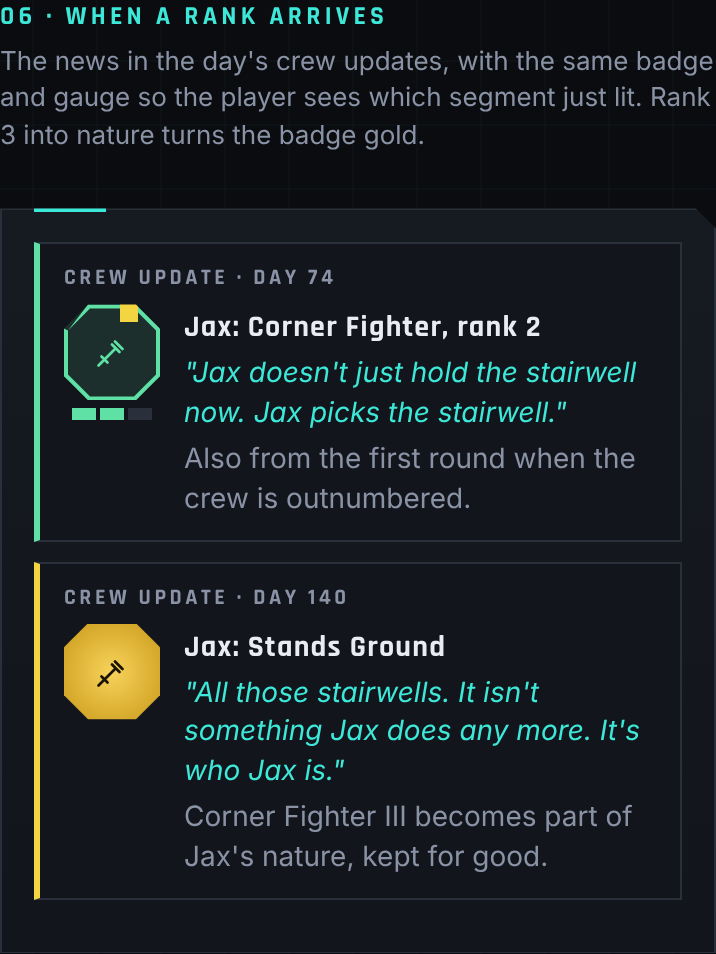 06 · WHEN A RANK ARRIVES
The news in the day's crew updates, with the same badge
and gauge so the player sees which segment just lit. Rank
3 into nature turns the badge gold.
CREW UPDATE · DAY 74
Jax: Corner Fighter, rank 2
"Jax doesn't just hold the stairwell
now. Jax picks the stairwell."
Also from the first round when the
crew is outnumbered.
CREW UPDATE · DAY 140
Jax: Stands Ground
"All those stairwells. It isn't
something Jax does any more. It's
who Jax is."
Corner Fighter III becomes part of
Jax's nature, kept for good.